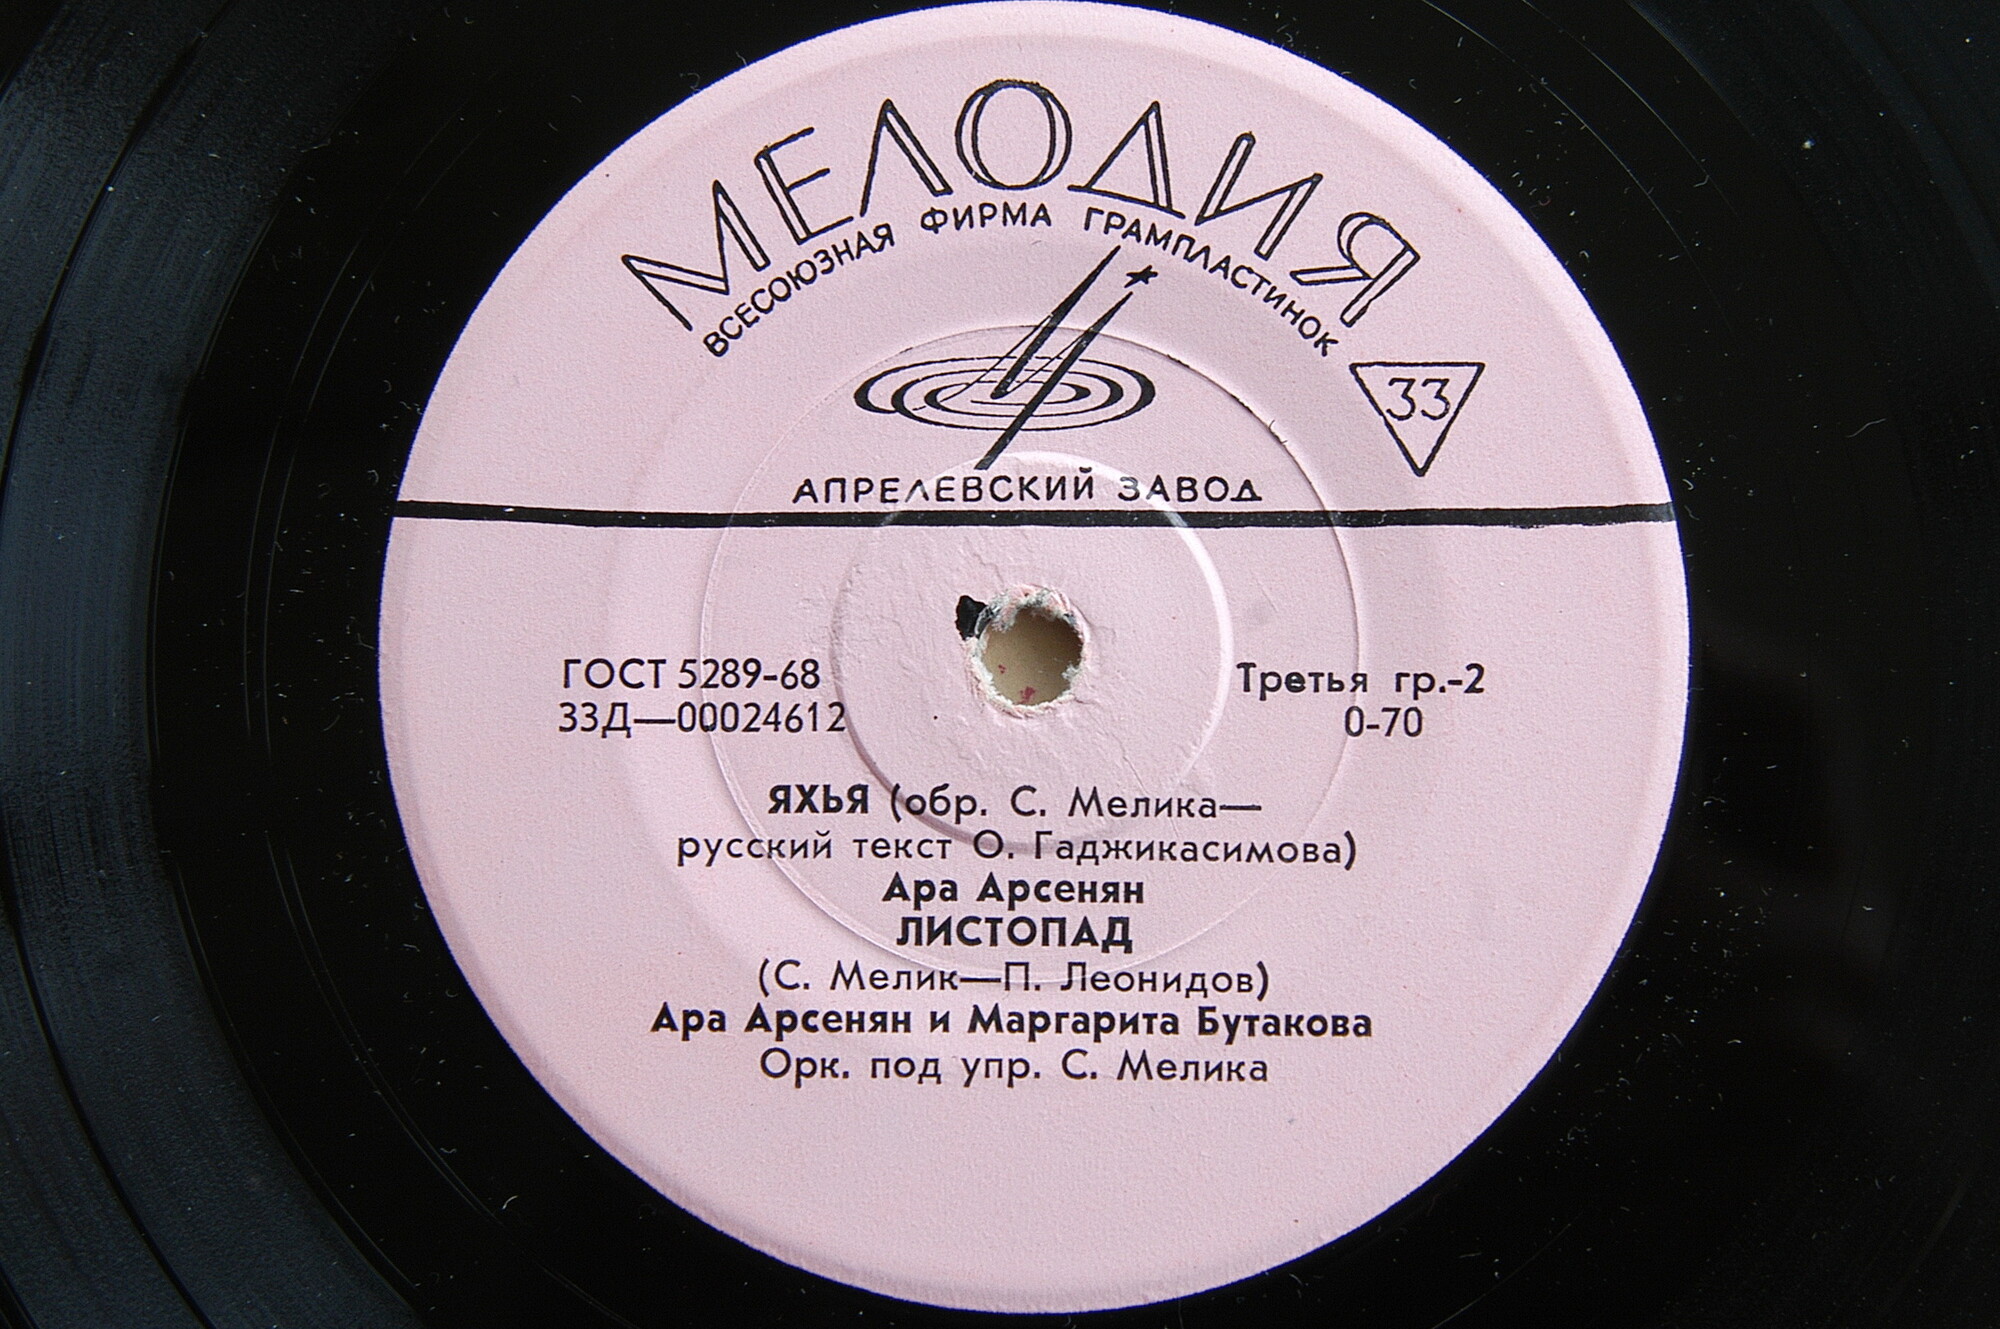 МЕЛОДИЯ
ВСЕСОЮЗНАЯ ФИРМА ГРАМПЛАСТИНОК
33
АПРЕЛЕВСКИЙ ЗАВОД
ГОСТ 5289-68
33Д—00024612
Третья гр.-2
0-70
ЯХЬЯ (обр. С. Мелика—
русский текст О. Гаджикасимова)
Ара Арсенян
ЛИСТОПАД
(С. Мелик—П. Леонидов)
Ара Арсенян и Маргарита Бутакова
Орк. под упр. С. Мелика